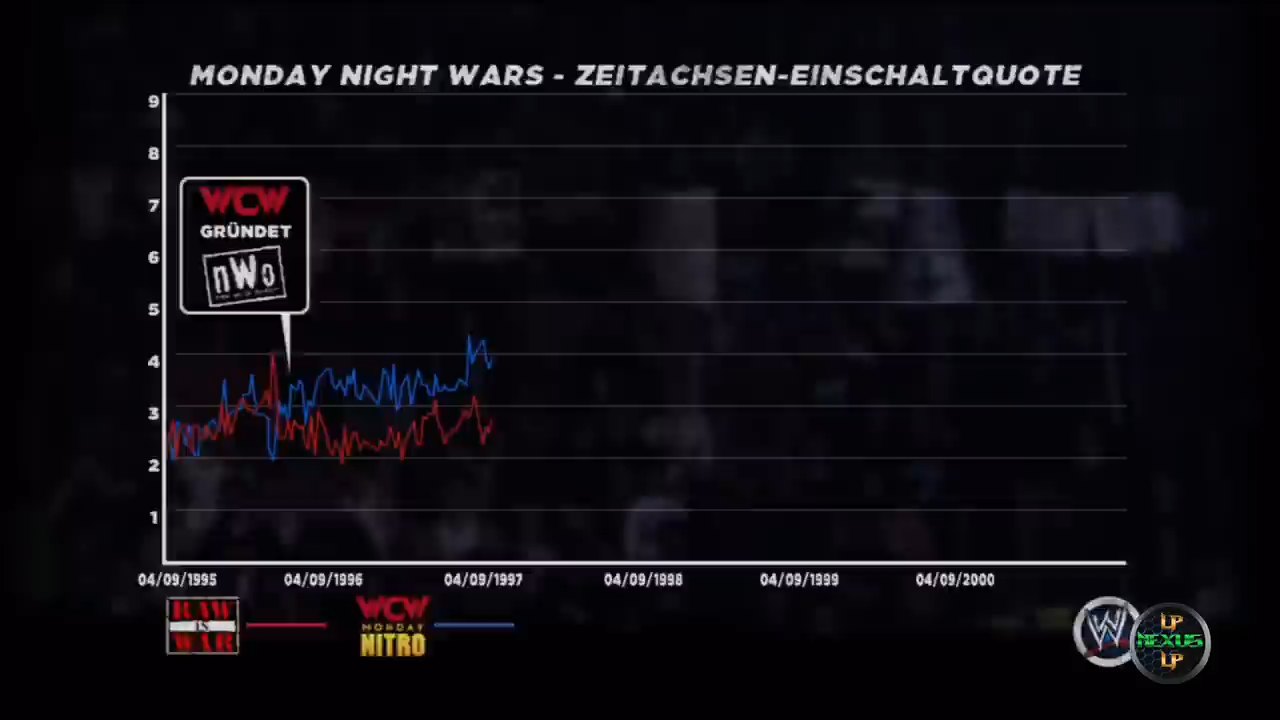 MONDAY NIGHT WARS - ZEITACHSEN-EINSCHALTQUOTE
9
8
7
6
5
4
3
2
1
WCW
GRÜNDET
nWo
04/09/1995 04/09/1996 04/09/1997 04/09/1998 04/09/1999 04/09/2000
RAW
IS
WAR
WCW
MONDAY
NITRO
W
LP
NEXUS
LP